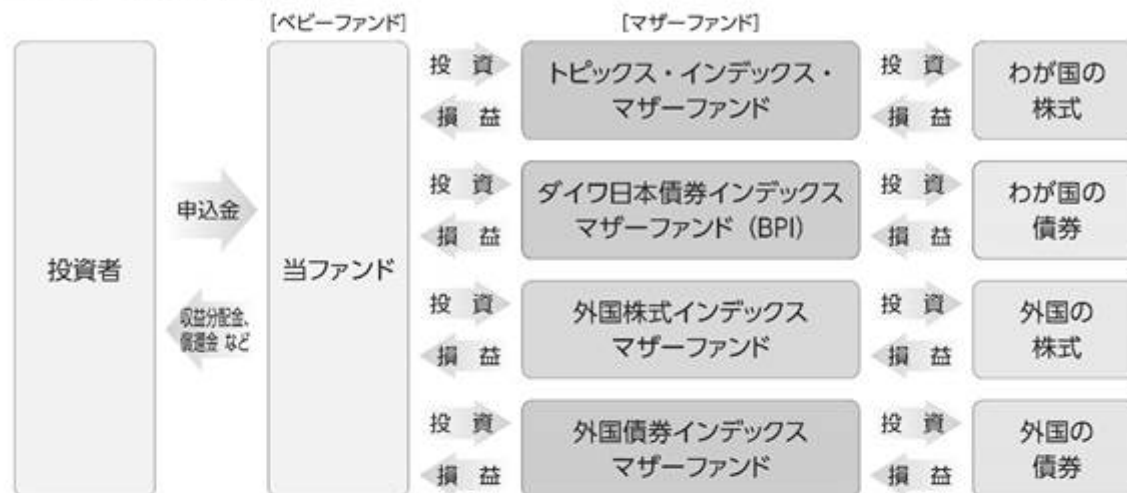 [ベビーファンド]
[マザーファンド]
投資者
申込金
収益分配金、
償還金 など
当ファンド
投 資
損 益
トピックス・インデックス・
マザーファンド
投 資
損 益
わが国の
株式
投 資
損 益
ダイワ日本債券インデックス
マザーファンド (BPI)
投 資
損 益
わが国の
債券
投 資
損 益
外国株式インデックス
マザーファンド
投 資
損 益
外国の
株式
投 資
損 益
外国債券インデックス
マザーファンド
投 資
損 益
外国の
債券